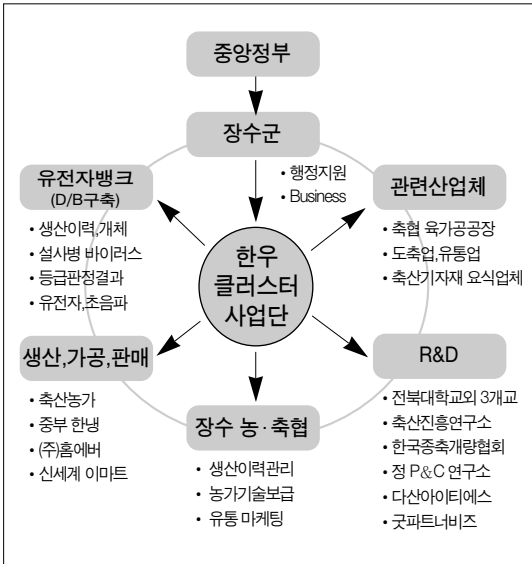 중앙정부
장수군
• 행정지원
• Business
유전자뱅크
(D/B구축)
• 생산이력,개체
• 설사병 바이러스
• 등급판정결과
• 유전자,초음파
관련산업체
• 축협 육가공공장
• 도축업,유통업
• 축산기자재 요식업체
한우
클러스터
사업단
생산,가공,판매
• 축산농가
• 중부 한냉
• (주)홈에버
• 신세계 이마트
장수 농·축협
• 생산이력관리
• 농가기술보급
• 유통 마케팅
R&D
• 전북대학교외 3개교
• 축산진흥연구소
• 한국종축개량협회
• 정 P&C 연구소
• 다산아이티에스
• 굿파트너비즈